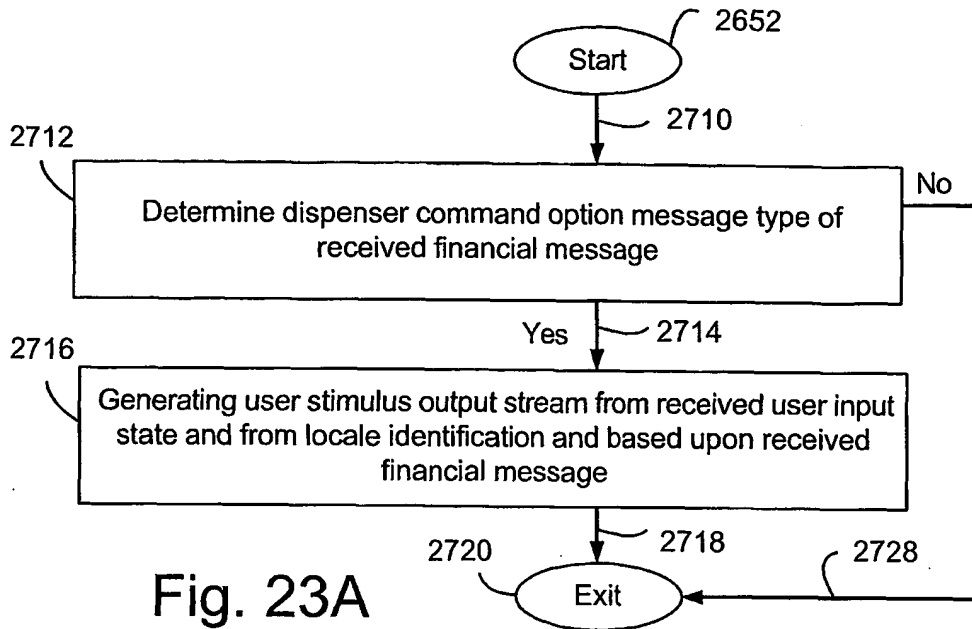 2652
Start
2710
2712
No
Determine dispenser command option message type of
received financial message
Yes
2714
2716
Generating user stimulus output stream from received user input
state and from locale identification and based upon received
financial message
2718
2720
2728
Exit
Fig. 23A